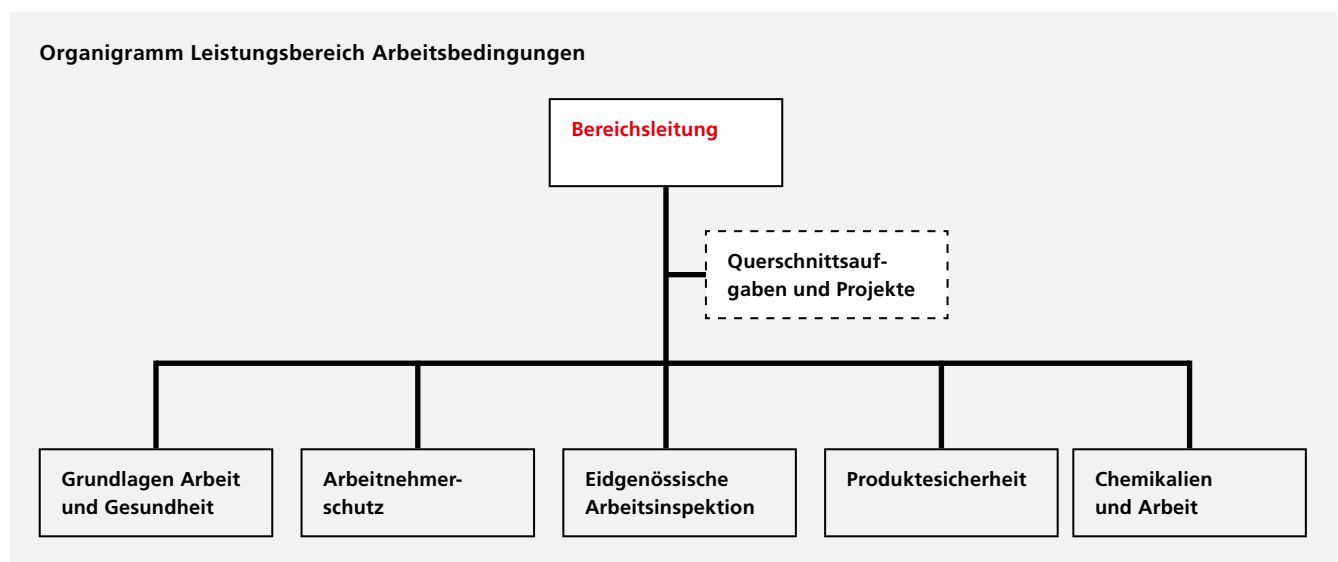 Organigramm Leistungsbereich Arbeitsbedingungen
Bereichsleitung
Querschnittsauf-
gaben und Projekte
Grundlagen Arbeit
und Gesundheit
Arbeitnehmer-
schutz
Eidgenössische
Arbeitsinspektion
Produktesicherheit
Chemikalien
und Arbeit